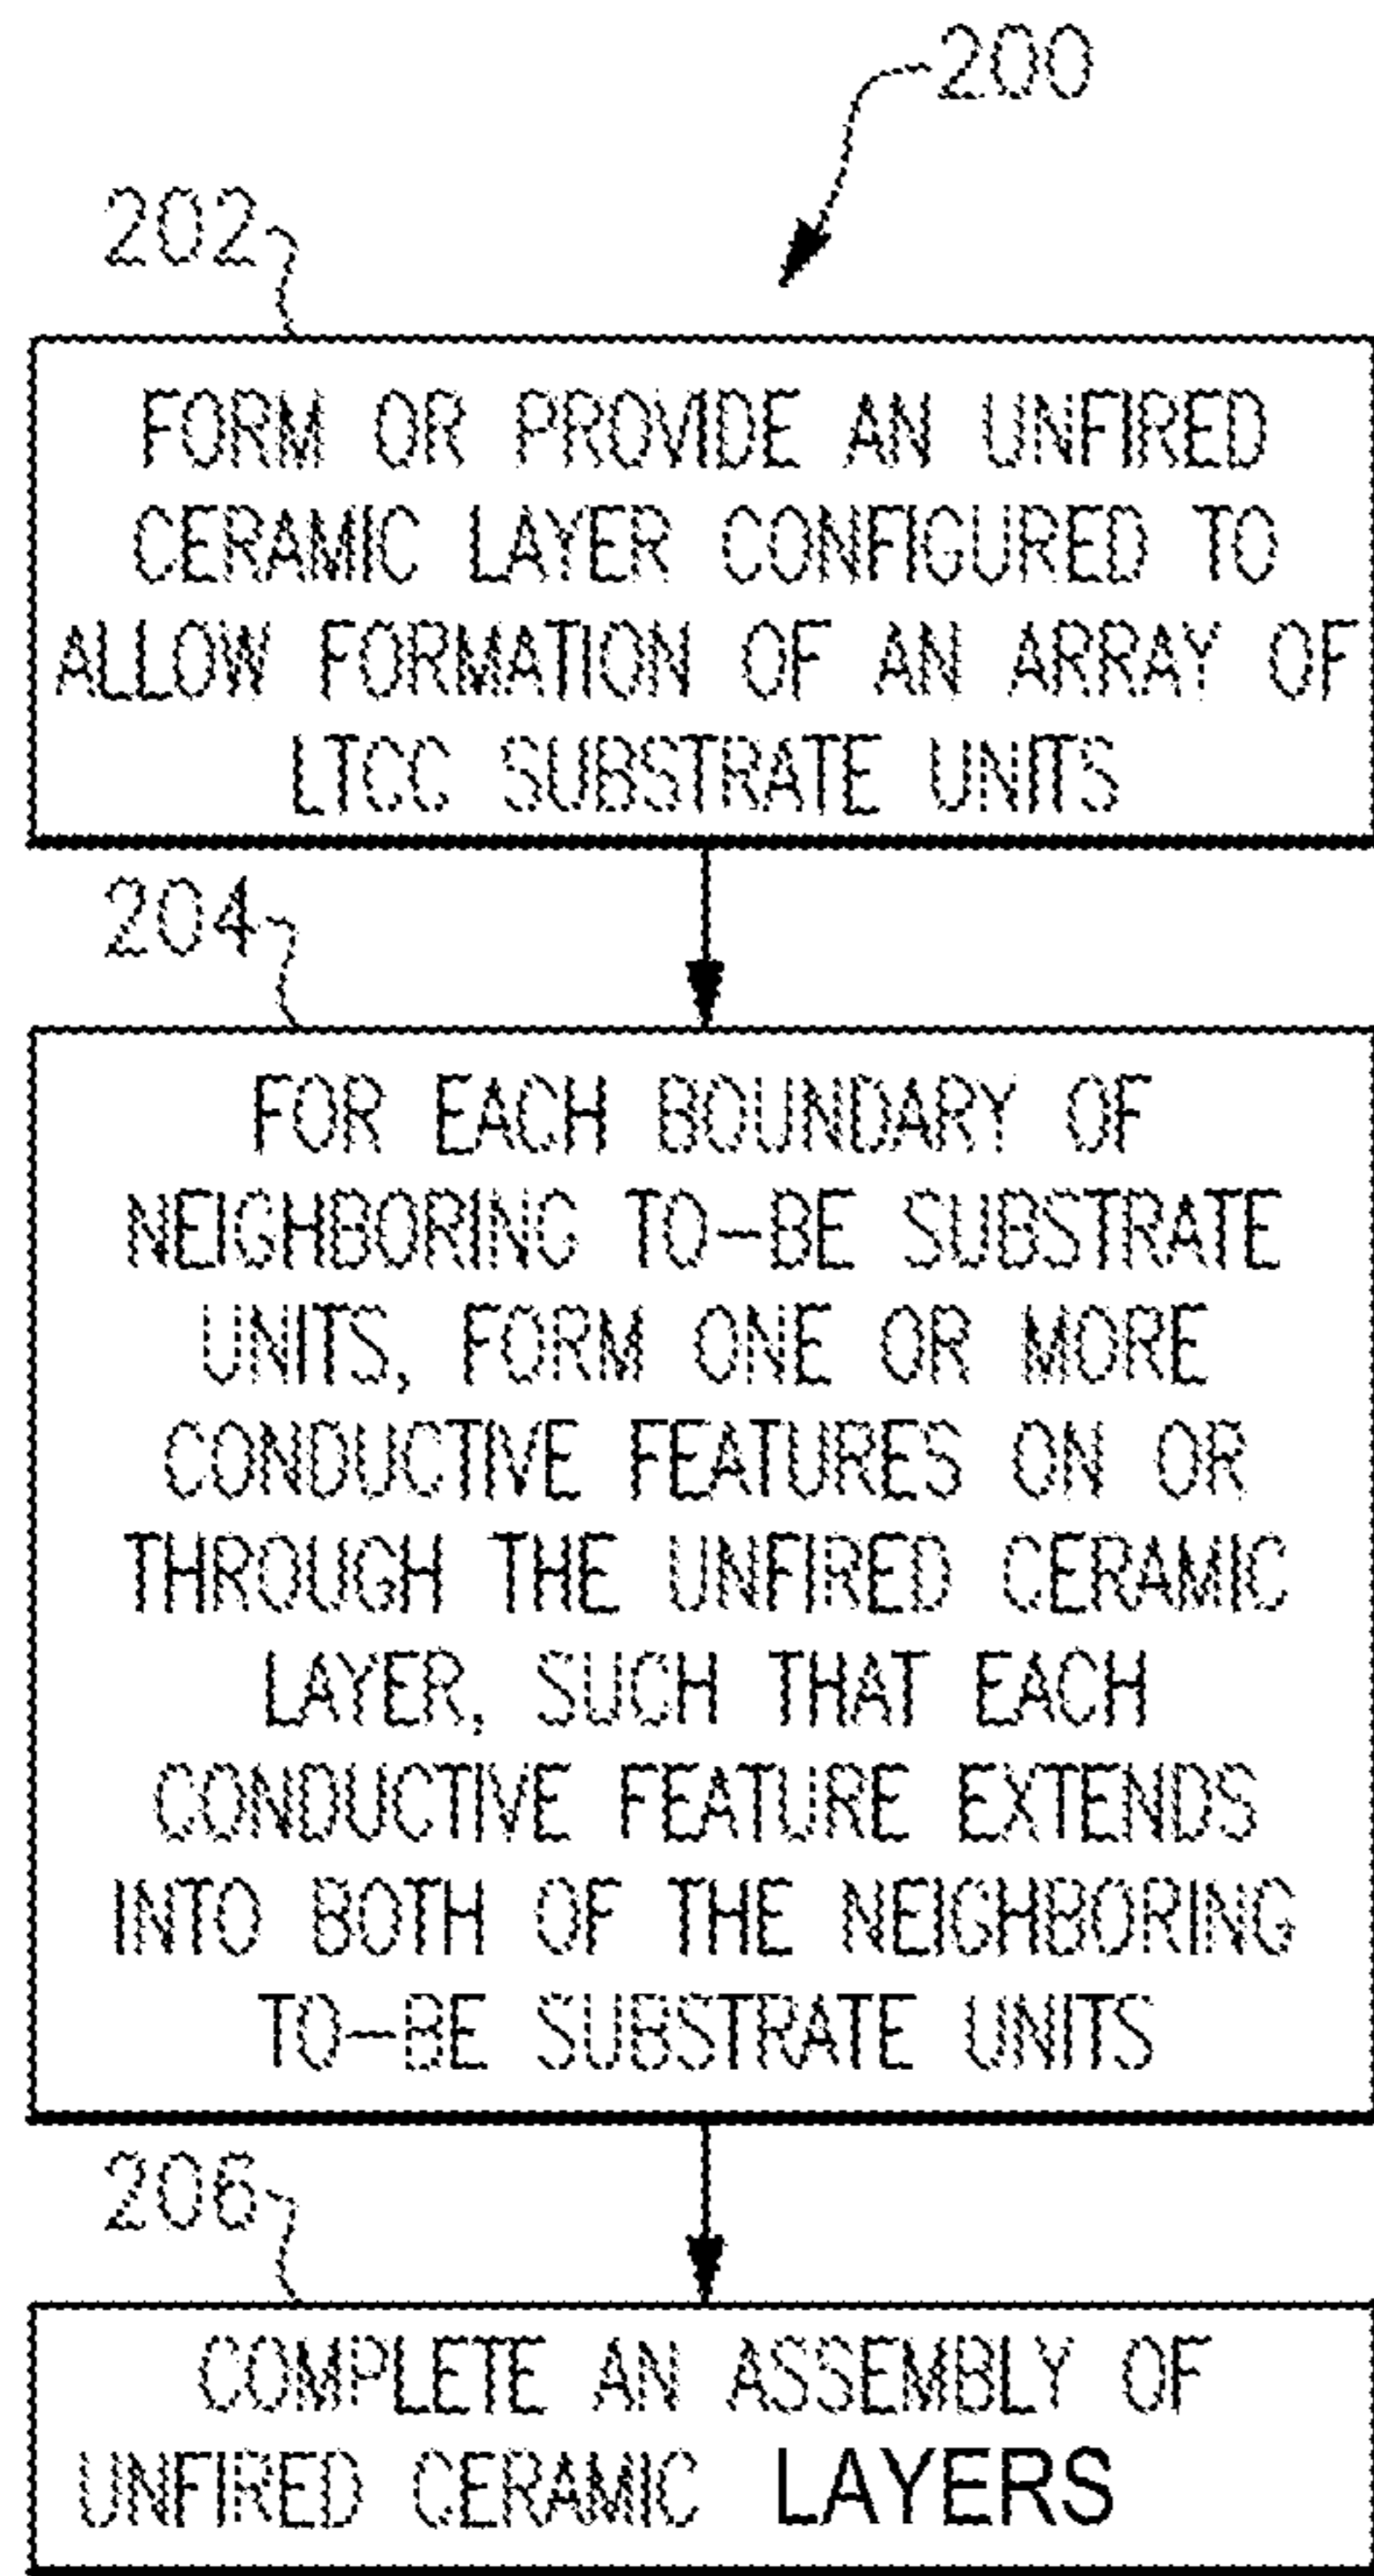 200
202
FORM OR PROVIDE AN UNFIRED
CERAMIC LAYER CONFIGURED TO
ALLOW FORMATION OF AN ARRAY OF
LTCC SUBSTRATE UNITS
204
FOR EACH BOUNDARY OF
NEIGHBORING TO-BE SUBSTRATE
UNITS, FORM ONE OR MORE
CONDUCTIVE FEATURES ON OR
THROUGH THE UNFIRED CERAMIC
LAYER, SUCH THAT EACH
CONDUCTIVE FEATURE EXTENDS
INTO BOTH OF THE NEIGHBORING
TO-BE SUBSTRATE UNITS
206
COMPLETE AN ASSEMBLY OF
UNFIRED CERAMIC LAYERS